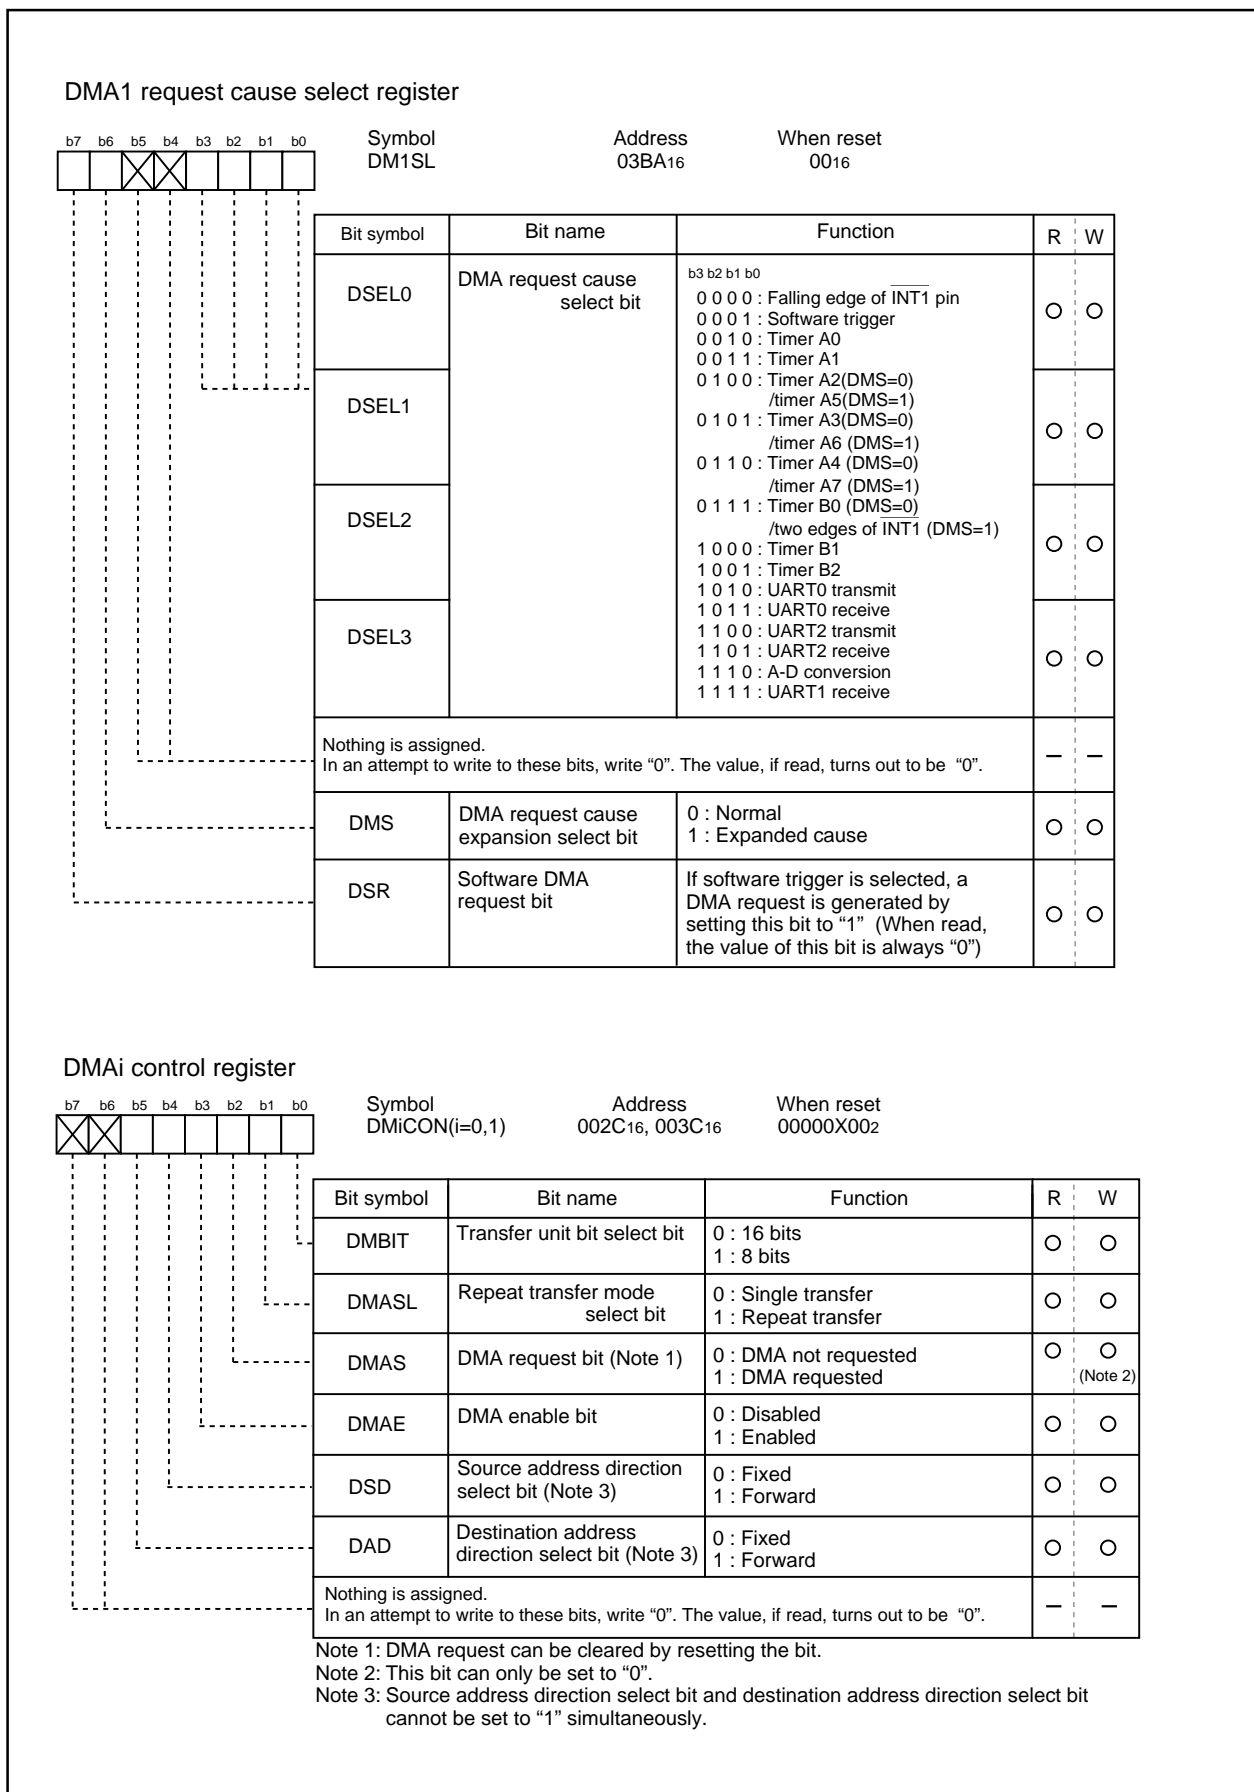 DMA1 request cause select register
b7 b6 b5 b4 b3 b2 b1 b0
Symbol Address When reset
DM1SL 03BA16 0016
Bit symbol Bit name Function R W
DSEL0 DMA request cause
select bit
b3 b2 b1 b0
0 0 0 0 : Falling edge of INT1 pin
0 0 0 1 : Software trigger
0 0 1 0 : Timer A0
0 0 1 1 : Timer A1
DSEL1
0 1 0 0 : Timer A2(DMS=0)
/timer A5(DMS=1)
0 1 0 1 : Timer A3(DMS=0)
/timer A6 (DMS=1)
0 1 1 0 : Timer A4 (DMS=0)
/timer A7 (DMS=1)
DSEL2
0 1 1 1 : Timer B0 (DMS=0)
/two edges of INT1 (DMS=1)
1 0 0 0 : Timer B1
1 0 0 1 : Timer B2
1 0 1 0 : UART0 transmit
1 0 1 1 : UART0 receive
DSEL3
1 1 0 0 : UART2 transmit
1 1 0 1 : UART2 receive
1 1 1 0 : A-D conversion
1 1 1 1 : UART1 receive
Nothing is assigned.
In an attempt to write to these bits, write “0”. The value, if read, turns out to be “0”.
– –
DMS
DMA request cause
expansion select bit
0 : Normal
1 : Expanded cause
DSR
Software DMA
request bit
If software trigger is selected, a
DMA request is generated by
setting this bit to “1” (When read,
the value of this bit is always “0”)
DMAi control register
b7 b6 b5 b4 b3 b2 b1 b0
Symbol Address When reset
DMiCON(i=0,1) 002C16, 003C16 00000X002
Bit symbol Bit name Function R W
DMBIT
Transfer unit bit select bit
0 : 16 bits
1 : 8 bits
DMASL
Repeat transfer mode
select bit
0 : Single transfer
1 : Repeat transfer
DMAS
DMA request bit (Note 1)
0 : DMA not requested
1 : DMA requested
(Note 2)
DMAE
DMA enable bit
0 : Disabled
1 : Enabled
DSD
Source address direction
select bit (Note 3)
0 : Fixed
1 : Forward
DAD
Destination address
direction select bit (Note 3)
0 : Fixed
1 : Forward
Nothing is assigned.
In an attempt to write to these bits, write “0”. The value, if read, turns out to be “0”.
– –
Note 1: DMA request can be cleared by resetting the bit.
Note 2: This bit can only be set to “0”.
Note 3: Source address direction select bit and destination address direction select bit
cannot be set to “1” simultaneously.